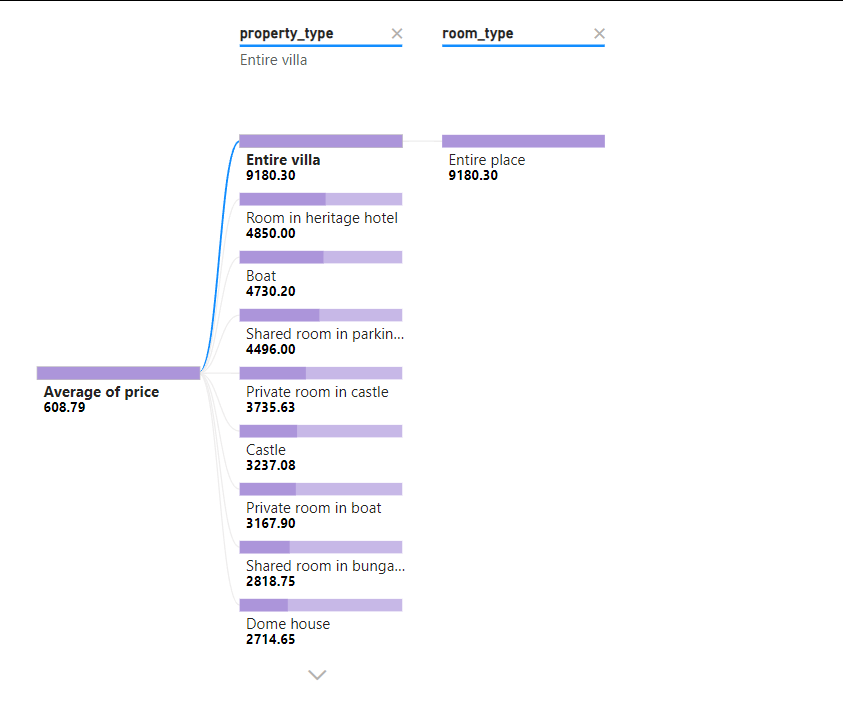 property_type
room_type
Entire villa
Entire villa
9180.30
Entire place
9180.30
Room in heritage hotel
4850.00
Boat
4730.20
Shared room in parkin...
4496.00
Average of price
608.79
Private room in castle
3735.63
Castle
3237.08
Private room in boat
3167.90
Shared room in bunga...
2818.75
Dome house
2714.65